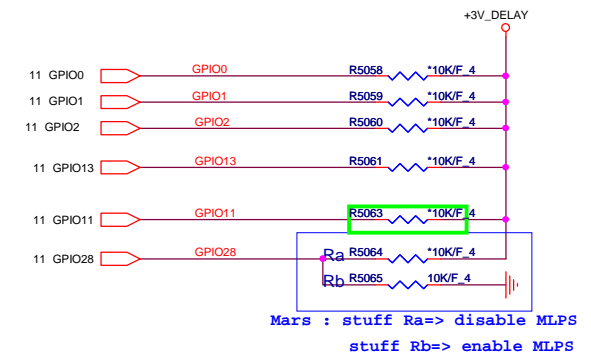 +3V_DELAY
11 GPIO0 GPIO0 R5058 *10K/F_4
11 GPIO1 GPIO1 R5059 *10K/F_4
11 GPIO2 GPIO2 R5060 *10K/F_4
11 GPIO13 GPIO13 R5061 *10K/F_4
11 GPIO11 GPIO11 R5063 *10K/F_4
11 GPIO28 GPIO28 Ra R5064 *10K/F_4
Rb R5065 10K/F_4
Mars : stuff Ra=> disable MLPS
stuff Rb=> enable MLPS